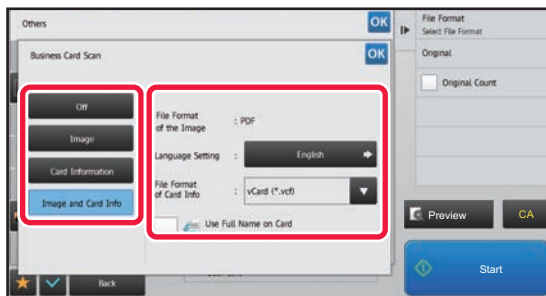 Others
OK
File Format
Select File Format
Business Card Scan
OK
Original
Original Count
Off
Image
Card Information
Image and Card Info
File Format
of the Image
: PDF
Language Setting
:
English
File Format
of Card Info
:
vCard (*.vcf)
Use Full Name on Card
Preview
CA
Back
Start